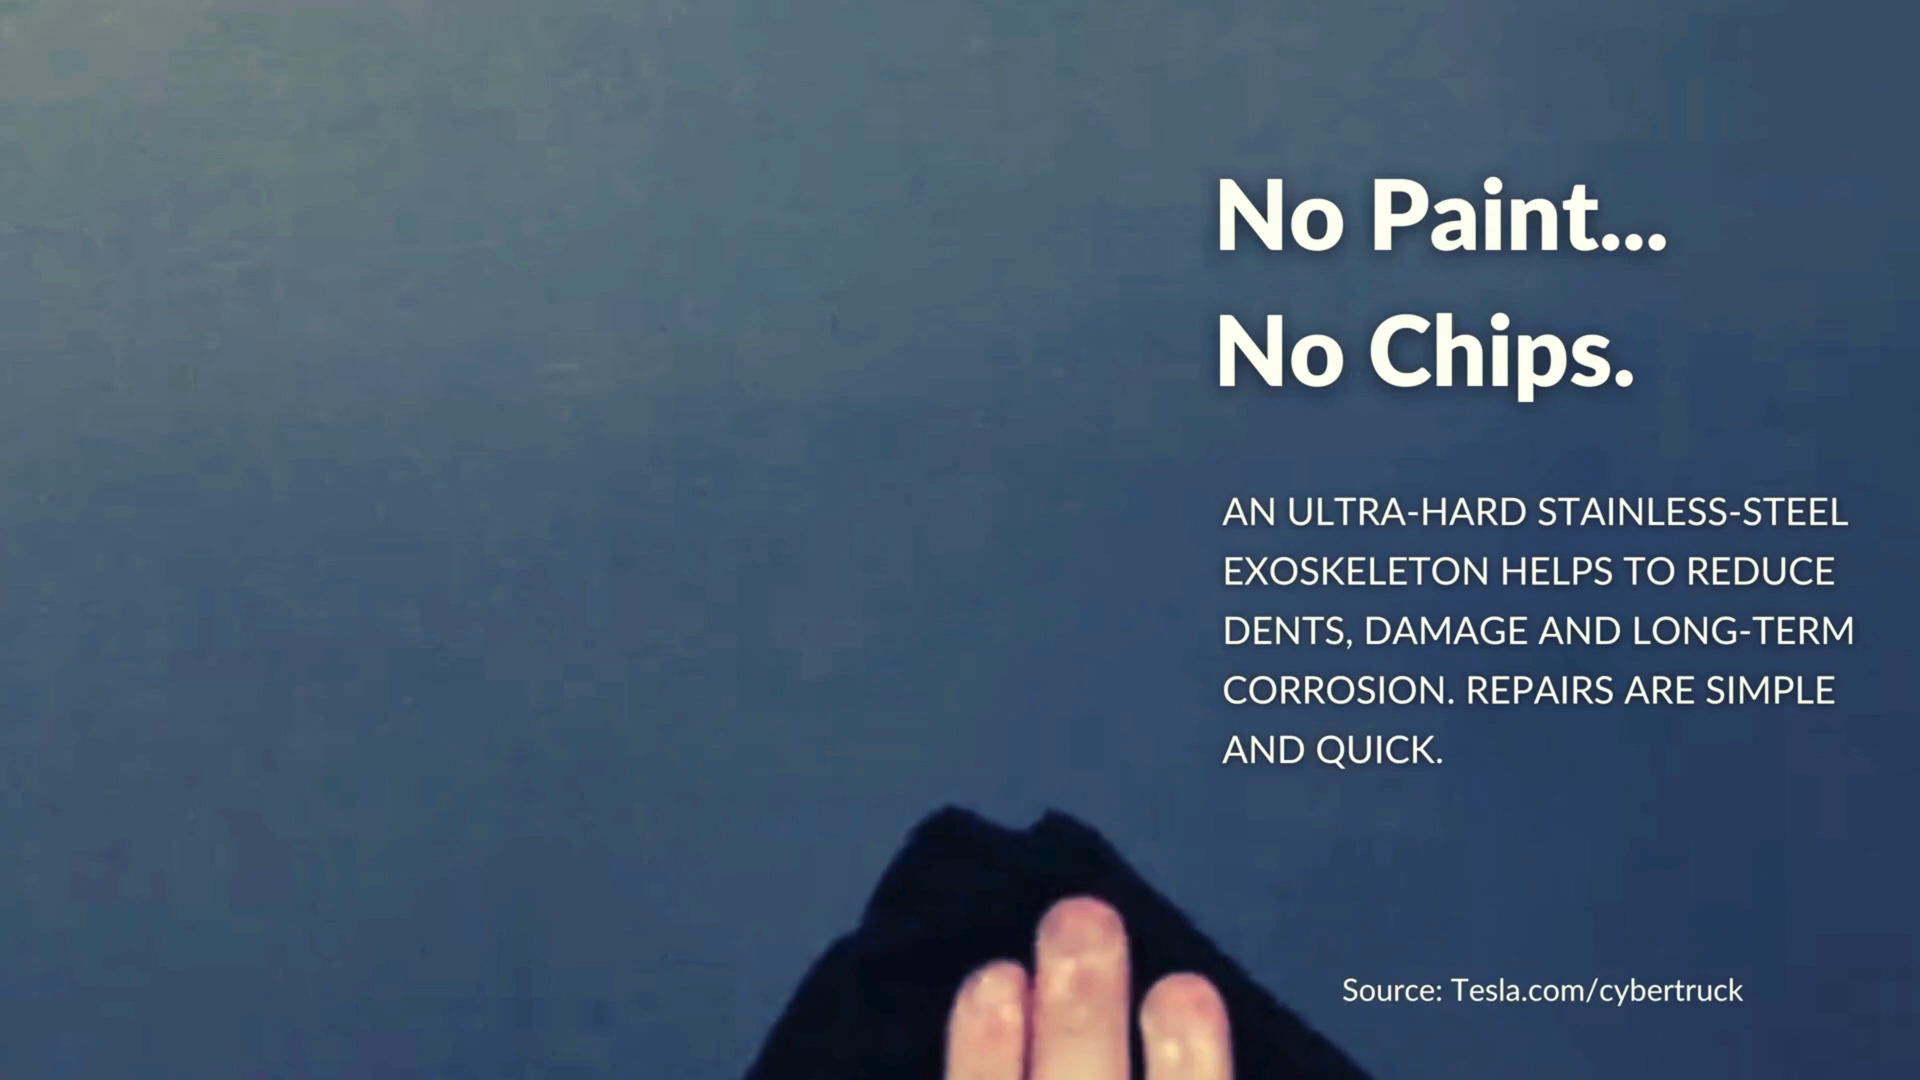 No Paint...
No Chips.
AN ULTRA-HARD STAINLESS-STEEL
EXOSKELETON HELPS TO REDUCE
DENTS, DAMAGE AND LONG-TERM
CORROSION. REPAIRS ARE SIMPLE
AND QUICK.
Source: Tesla.com/cybertruck